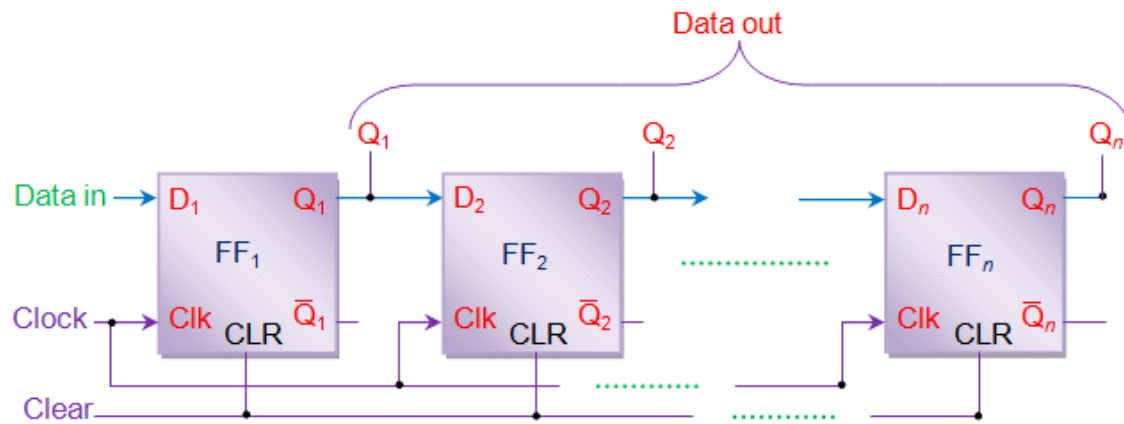 Data out
Q₁ Q₂ Qₙ
Data in D₁ Q₁ D₂ Q₂ Dₙ Qₙ
FF₁ FF₂ FFₙ
Clock Clk Q̅₁ Clk Q̅₂ Clk Q̅ₙ
CLR CLR CLR
Clear